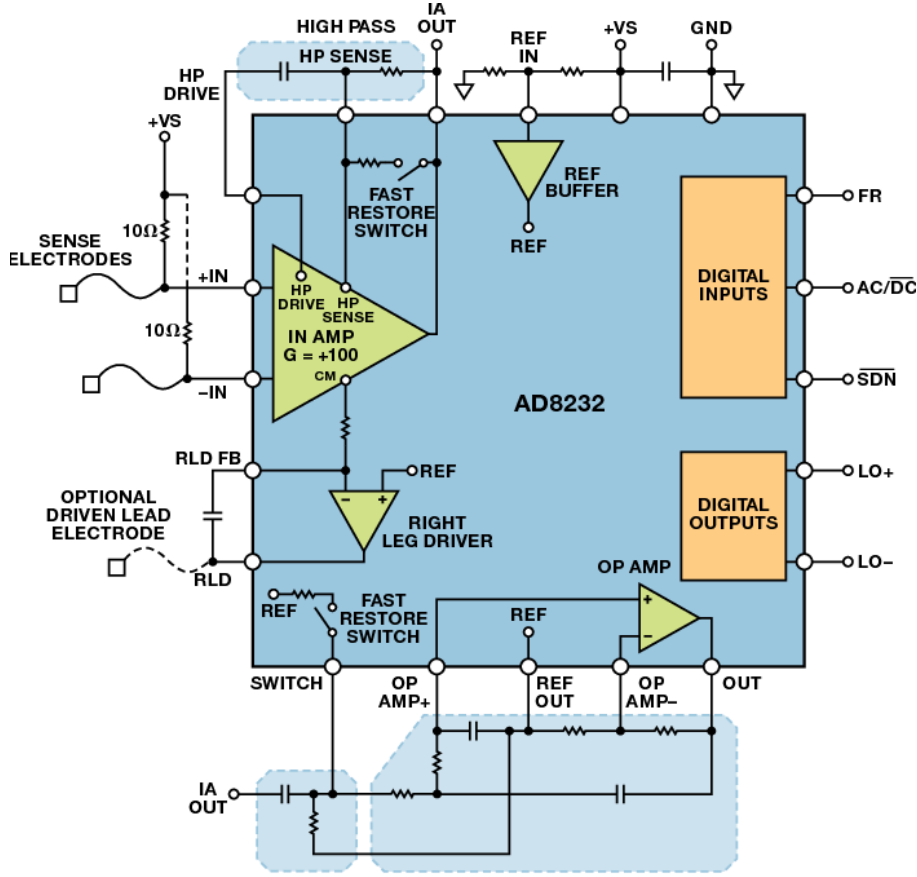 HIGH PASS
IA
OUT
HP SENSE
REF
IN
+VS
GND
HP
DRIVE
+VS
FAST
RESTORE
SWITCH
REF
BUFFER
REF
FR
10Ω
SENSE
ELECTRODES
+IN
HP
DRIVE
HP
SENSE
DIGITAL
INPUTS
AC/D̅C̅
10Ω
IN AMP
G = +100
CM
–IN
AD8232
S̅D̅N̅
RLD FB
REF
LO+
OPTIONAL
DRIVEN LEAD
ELECTRODE
RIGHT
LEG DRIVER
DIGITAL
OUTPUTS
RLD
OP AMP
LO–
REF
FAST
RESTORE
SWITCH
REF
SWITCH
OP
AMP+
REF
OUT
OP
AMP–
OUT
IA
OUT